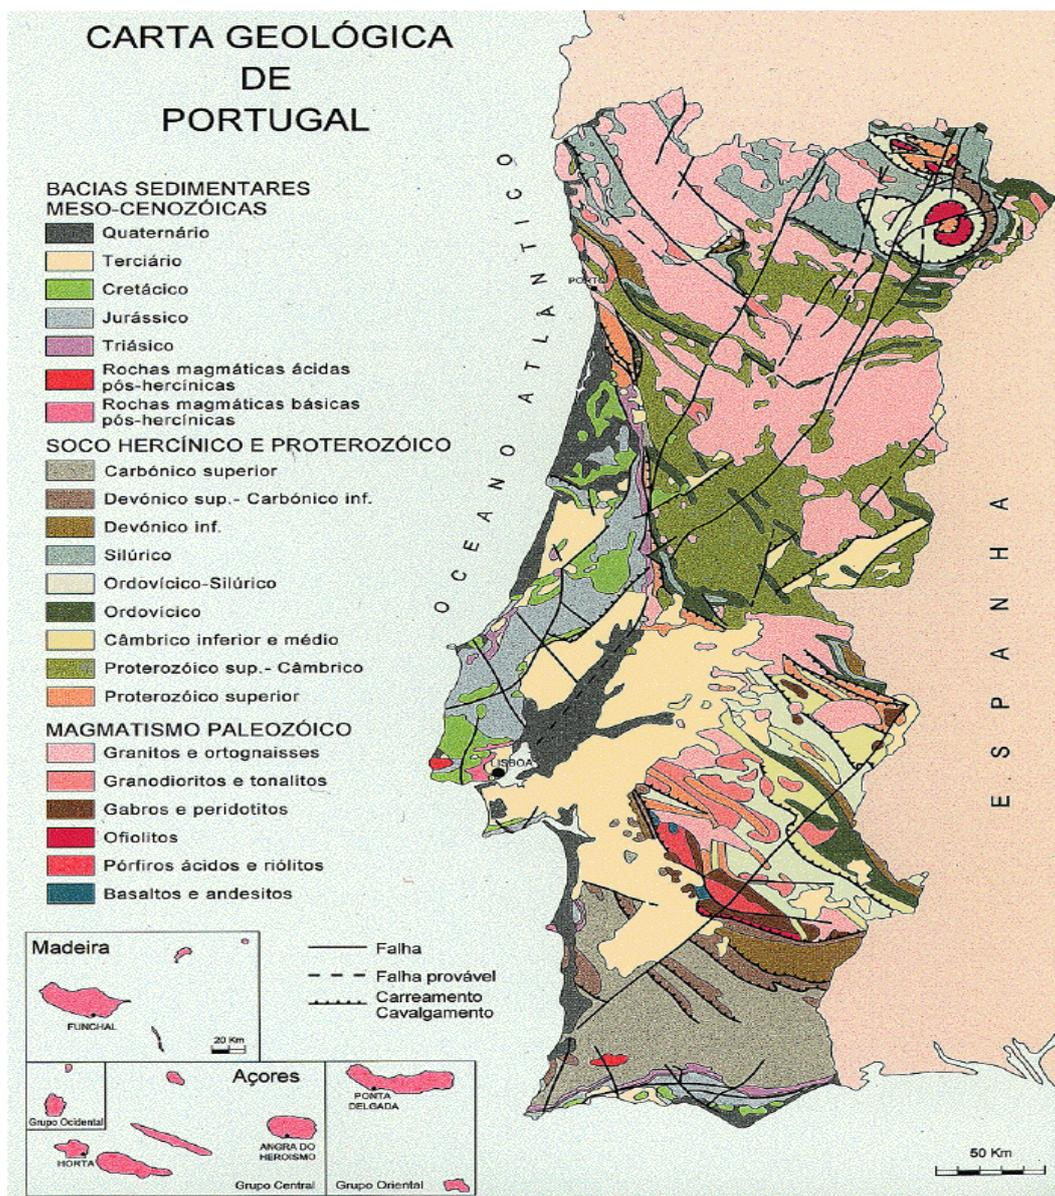 CARTA GEOLÓGICA
DE
PORTUGAL
BACIAS SEDIMENTARES
MESO-CENOZÓICAS
Quaternário
Terciário
Cretácico
Jurássico
Triásico
Rochas magmáticas ácidas
pós-hercínicas
Rochas magmáticas básicas
pós-hercínicas
SOCO HERCÍNICO E PROTEROZÓICO
Carbónico superior
Devónico sup.- Carbónico inf.
Devónico inf.
Silúrico
Ordovícico-Silúrico
Ordovícico
Câmbrico inferior e médio
Proterozóico sup.- Câmbrico
Proterozóico superior
MAGMATISMO PALEOZÓICO
Granitos e ortognaisses
Granodioritos e tonalitos
Gabros e peridotitos
Ofiolitos
Pórfiros ácidos e riólitos
Basaltos e andesitos
OCEANO ATLÂNTICO
PORTO
LISBOA
ESPANHA
Madeira
FUNCHAL
20 Km
Falha
Falha provável
Carreamento
Cavalgamento
Açores
Grupo Ocidental
HORTA
ANGRA DO
HEROISMO
Grupo Central
PONTA
DELGADA
Grupo Oriental
50 Km